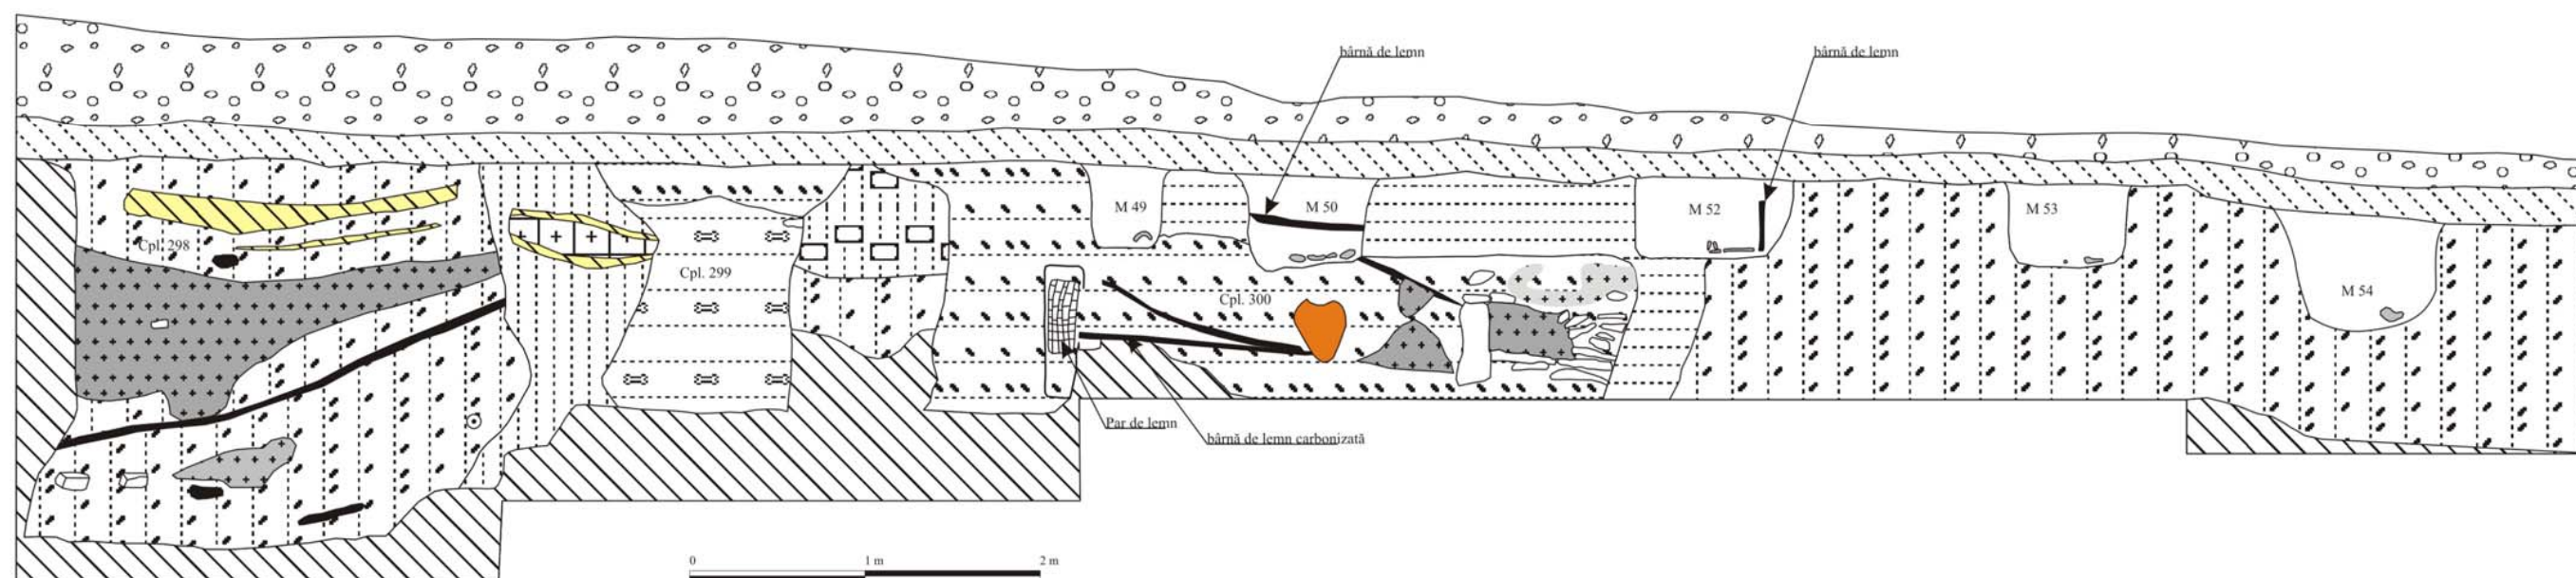 bârnă de lemn
bârnă de lemn
M 49
M 50
M 52
M 53
Cpl. 298
Cpl. 299
Cpl. 300
M 54
Par de lemn
bârnă de lemn carbonizată
0
1 m
2 m